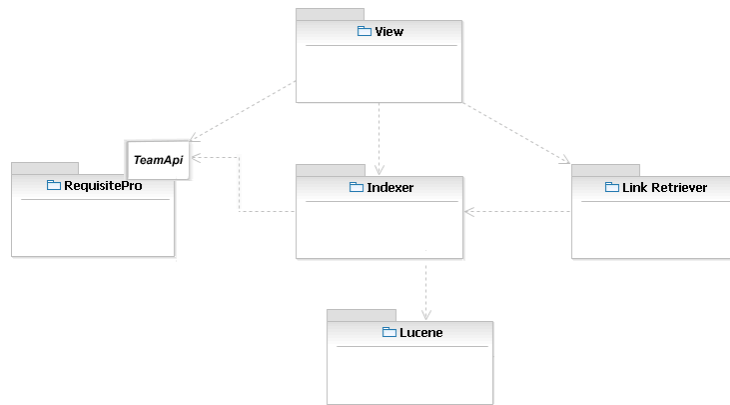 View
TeamApi
RequisitePro
Indexer
Link Retriever
Lucene